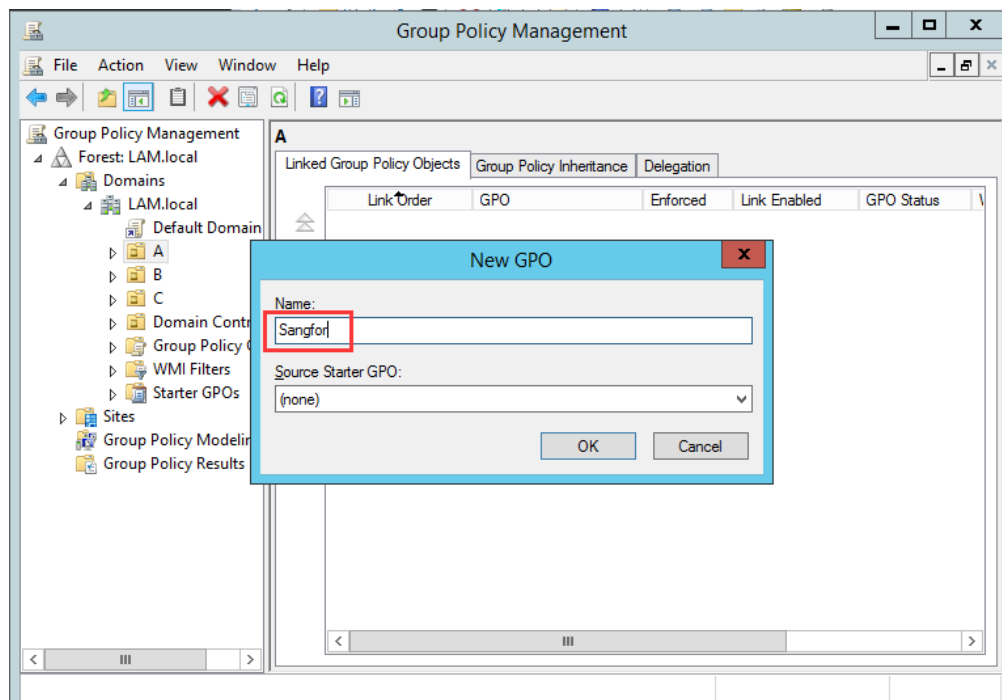 Group Policy Management
File Action View Window Help
Group Policy Management
Forest: LAM.local
Domains
LAM.local
Default Domain
A
B
C
Domain Contr
Group Policy
WMI Filters
Starter GPOs
Sites
Group Policy Modelin
Group Policy Results
A
Linked Group Policy Objects Group Policy Inheritance Delegation
Link Order GPO Enforced Link Enabled GPO Status
New GPO
Name:
Sangfor
Source Starter GPO:
(none)
OK Cancel